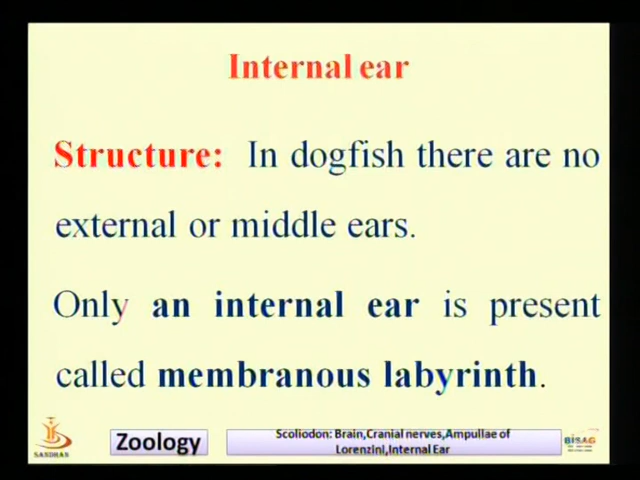 Internal ear
Structure: In dogfish there are no
external or middle ears.
Only an internal ear is present
called membranous labyrinth.
SANDHAN
Zoology
Scoliodon: Brain,Cranial nerves,Ampullae of
Lorenzini,Internal Ear
BISAG